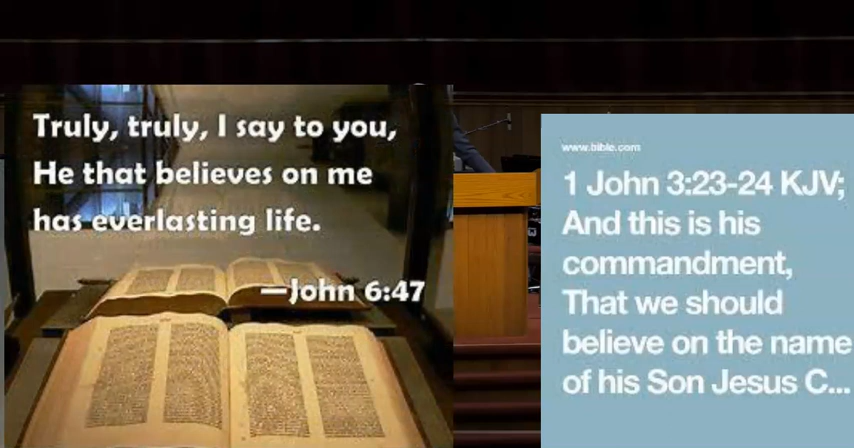 Truly, truly, I say to you,
He that believes on me
has everlasting life.
—John 6:47
www.bible.com
1 John 3:23-24 KJV;
And this is his
commandment,
That we should
believe on the name
of his Son Jesus C...